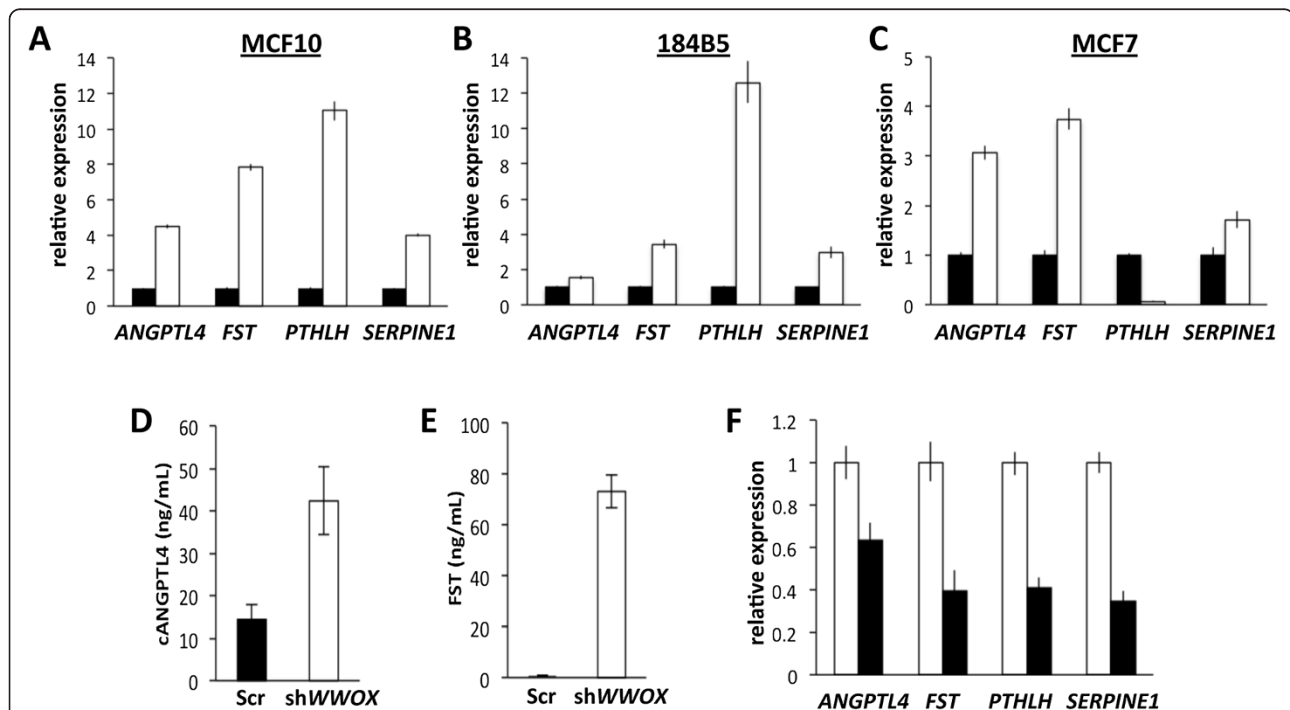 A
MCF10
relative expression
14
12
10
8
6
4
2
0
ANGPTL4 FST PTHLH SERPINE1
B
184B5
relative expression
14
12
10
8
6
4
2
0
ANGPTL4 FST PTHLH SERPINE1
C
MCF7
relative expression
5
4
3
2
1
0
ANGPTL4 FST PTHLH SERPINE1
D
cANGPTL4 (ng/mL)
60
50
40
30
20
10
0
Scr shWWOX
E
FST (ng/mL)
100
80
60
40
20
0
Scr shWWOX
F
relative expression
1.2
1
0.8
0.6
0.4
0.2
0
ANGPTL4 FST PTHLH SERPINE1